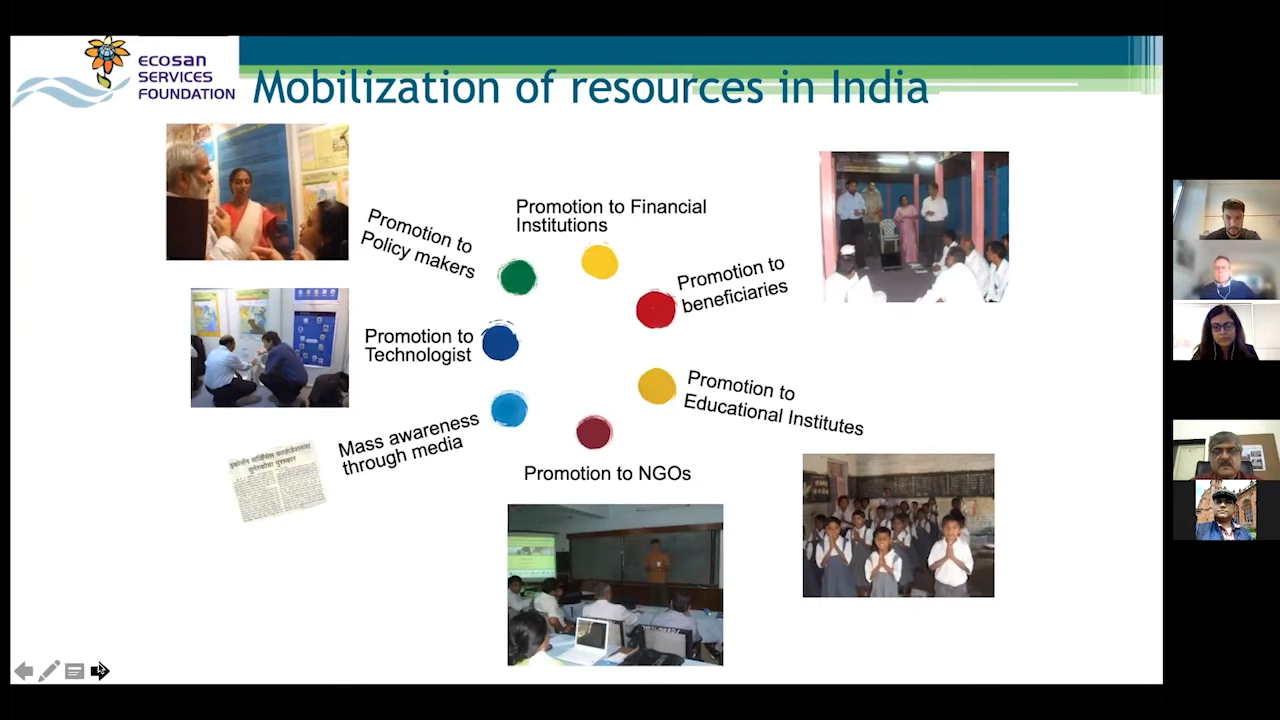 ECOSAN
SERVICES
FOUNDATION
Mobilization of resources in India
Promotion to
Policy makers
Promotion to Financial
Institutions
Promotion to
beneficiaries
Promotion to
Technologist
Promotion to
Educational Institutes
Mass awareness
through media
Promotion to NGOs